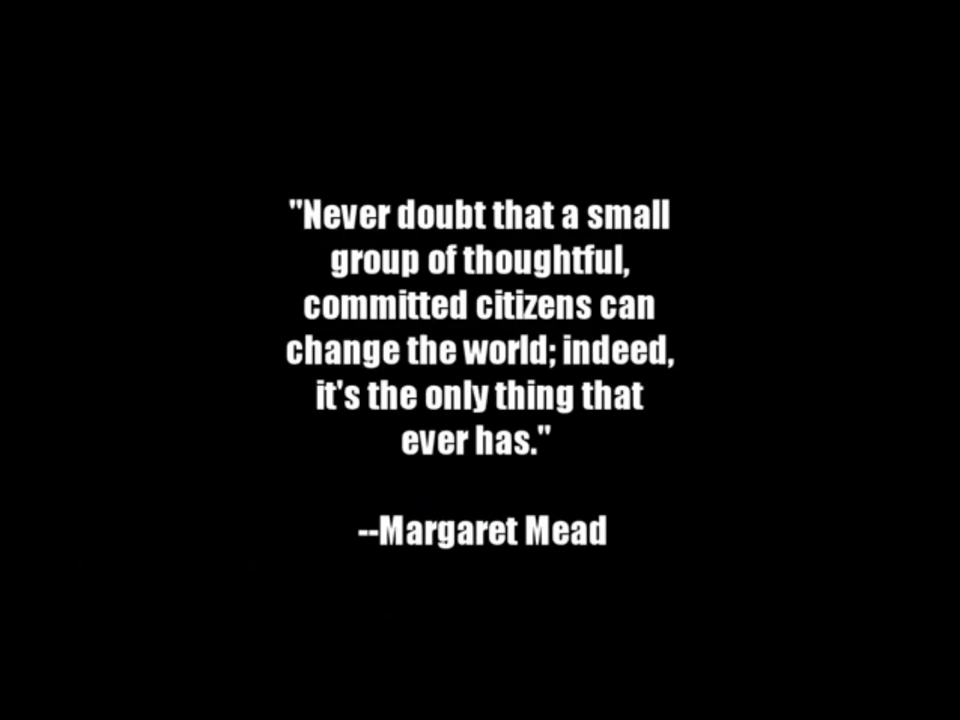 "Never doubt that a small
group of thoughtful,
committed citizens can
change the world; indeed,
it's the only thing that
ever has."
--Margaret Mead